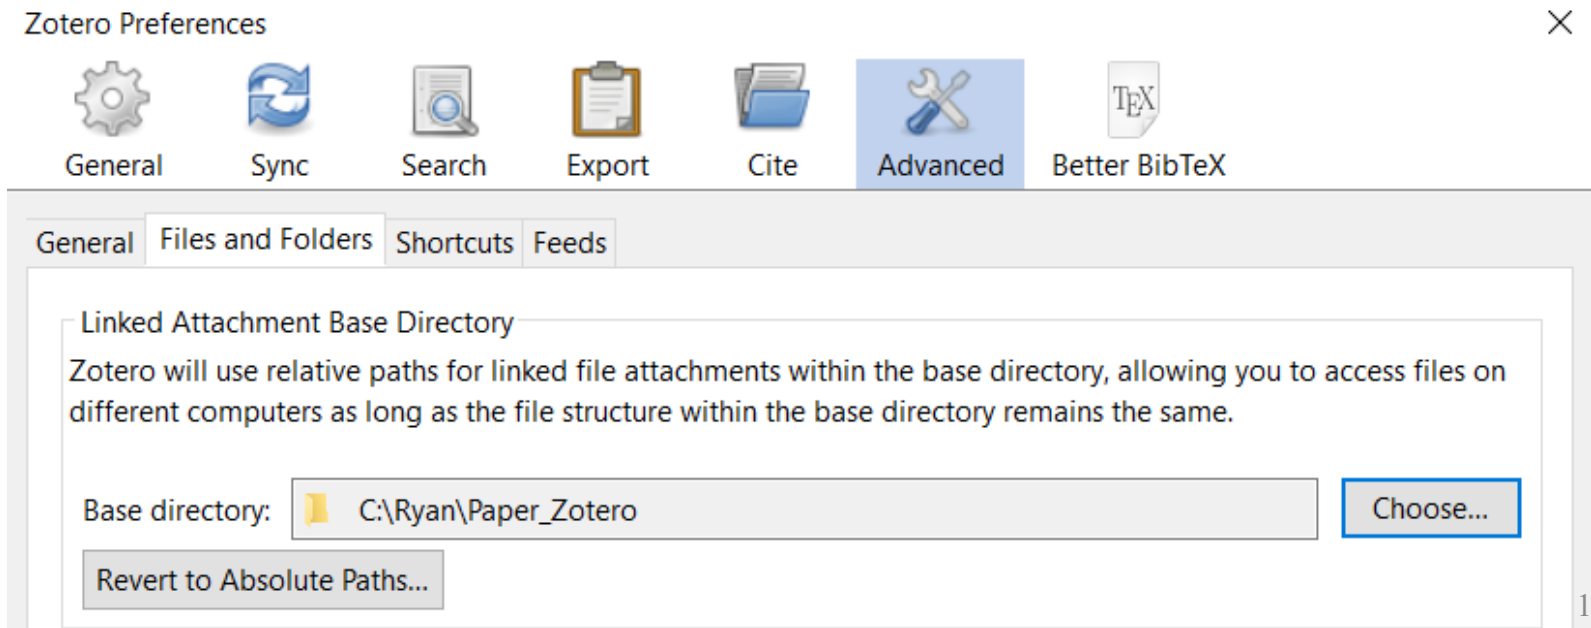 Zotero Preferences
TEX
General Sync Search Export Cite Advanced Better BibTeX
General Files and Folders Shortcuts Feeds
Linked Attachment Base Directory
Zotero will use relative paths for linked file attachments within the base directory, allowing you to access files on
different computers as long as the file structure within the base directory remains the same.
Base directory: C:\Ryan\Paper_Zotero Choose...
Revert to Absolute Paths...
1